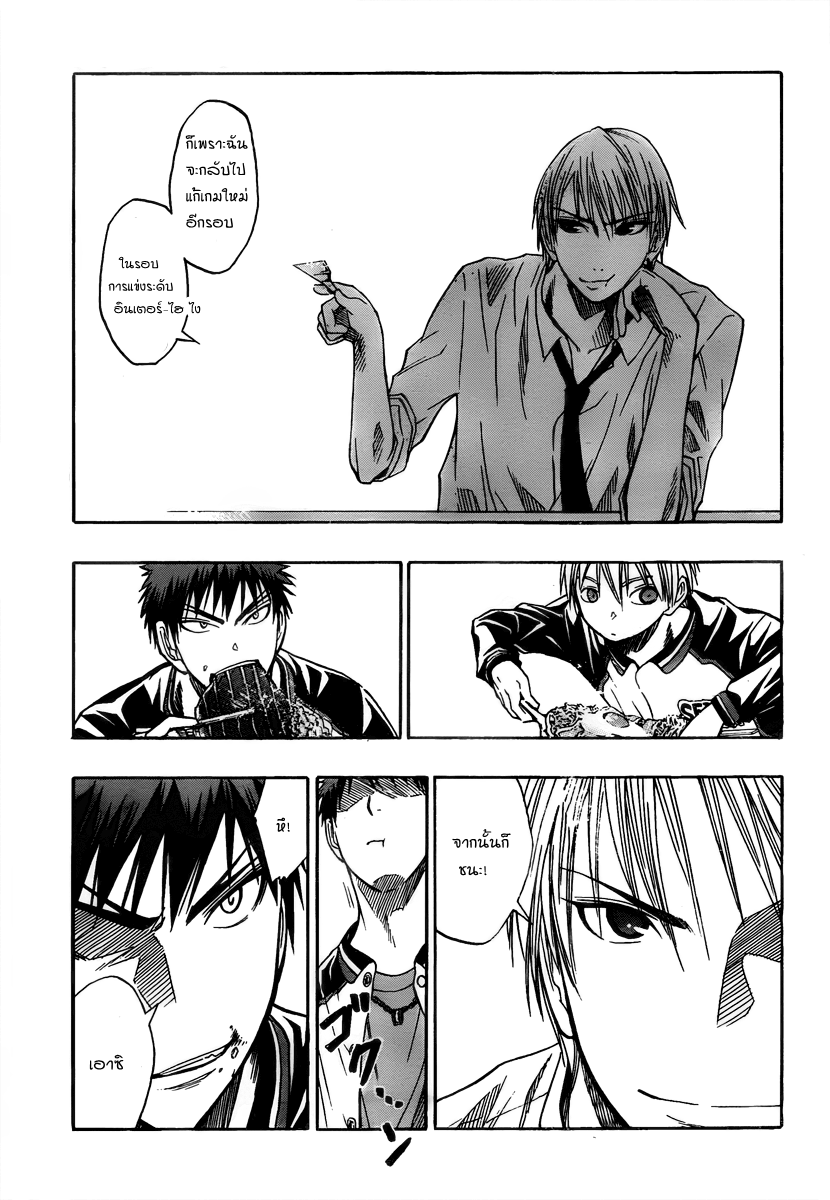 ก็เพราะฉัน
จะกลับไป
แก้เกมใหม่
อีกรอบ
ในรอบ
การแข่งระดับ
อินเตอร์-ไฮ ไง
จากนั้นก็
ชนะ!
หึ!
เอาซิ
ゴクン